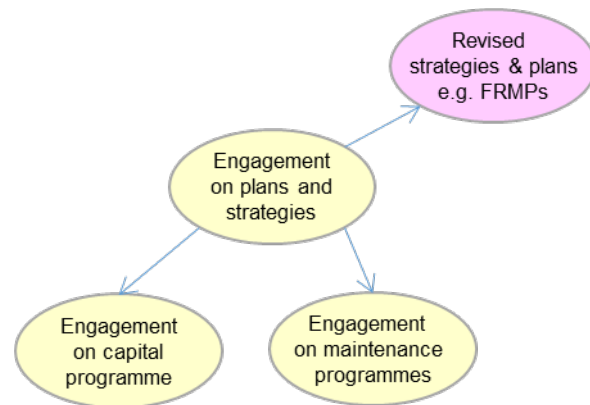 Revised
strategies & plans
e.g. FRMPs
Engagement
on plans and
strategies
Engagement
on capital
programme
Engagement
on maintenance
programmes